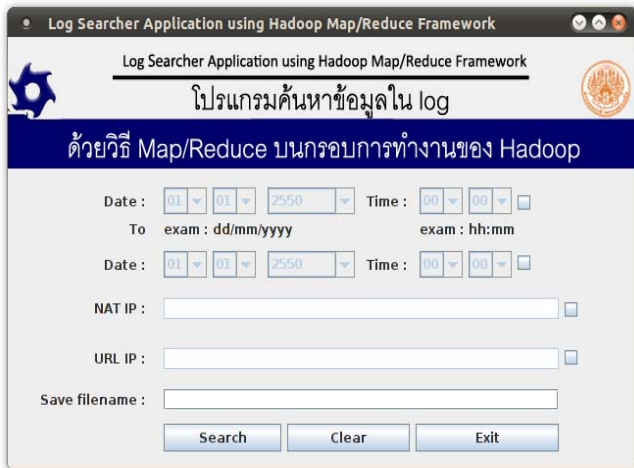 Log Searcher Application using Hadoop Map/Reduce Framework
Log Searcher Application using Hadoop Map/Reduce Framework
โปรแกรมค้นหาข้อมูลใน log
ด้วยวิธี Map/Reduce บนกรอบการทำงานของ Hadoop
Date : 01 01 2550 Time : 00 00
To exam : dd/mm/yyyy exam : hh:mm
Date : 01 01 2550 Time : 00 00
NAT IP :
URL IP :
Save filename :
Search Clear Exit